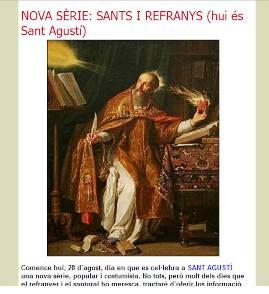 NOVA SÈRIE: SANTS I REFRANYS (hui és
Sant Agustí)
Comence hui, 28 d´agost, dia en que es cel·lebra a SANT AGUSTÍ
una nova sèrie, popular i costumista. No tots, però molt dels dies que
el refranyer i el santoral ho meresca, tractaré d´oferir-los informació